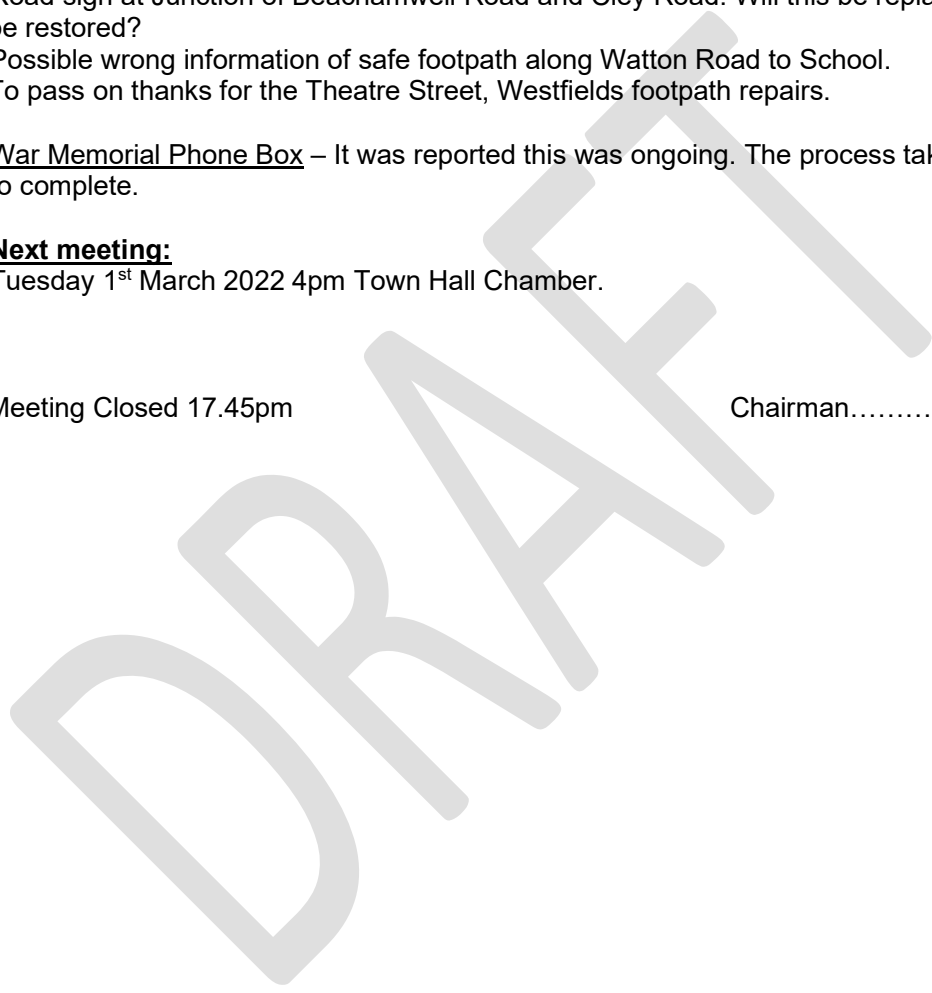 Road sign at Junction of Beachamwell Road and Cley Road. Will this be
be restored?
Possible wrong information of safe footpath along Watton Road to School.
To pass on thanks for the Theatre Street, Westfields footpath repairs.
War Memorial Phone Box – It was reported this was ongoing. The process
to complete.
Next meeting:
Tuesday 1st March 2022 4pm Town Hall Chamber.
Meeting Closed 17.45pm Chairman………
DRAFT